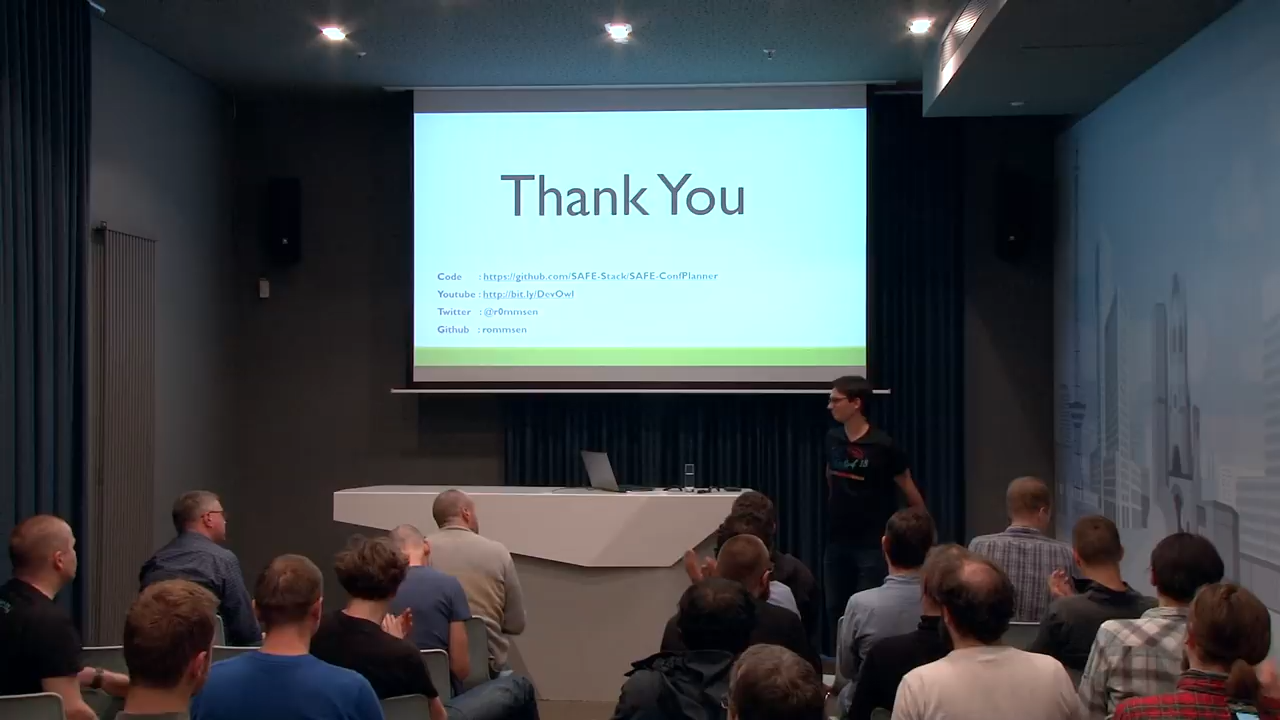 Thank You
Code : https://github.com/SAFE-Stack/SAFE-ConfPlanner
Youtube : http://bit.ly/DevOwl
Twitter : @r0mmsen
Github : rommsen